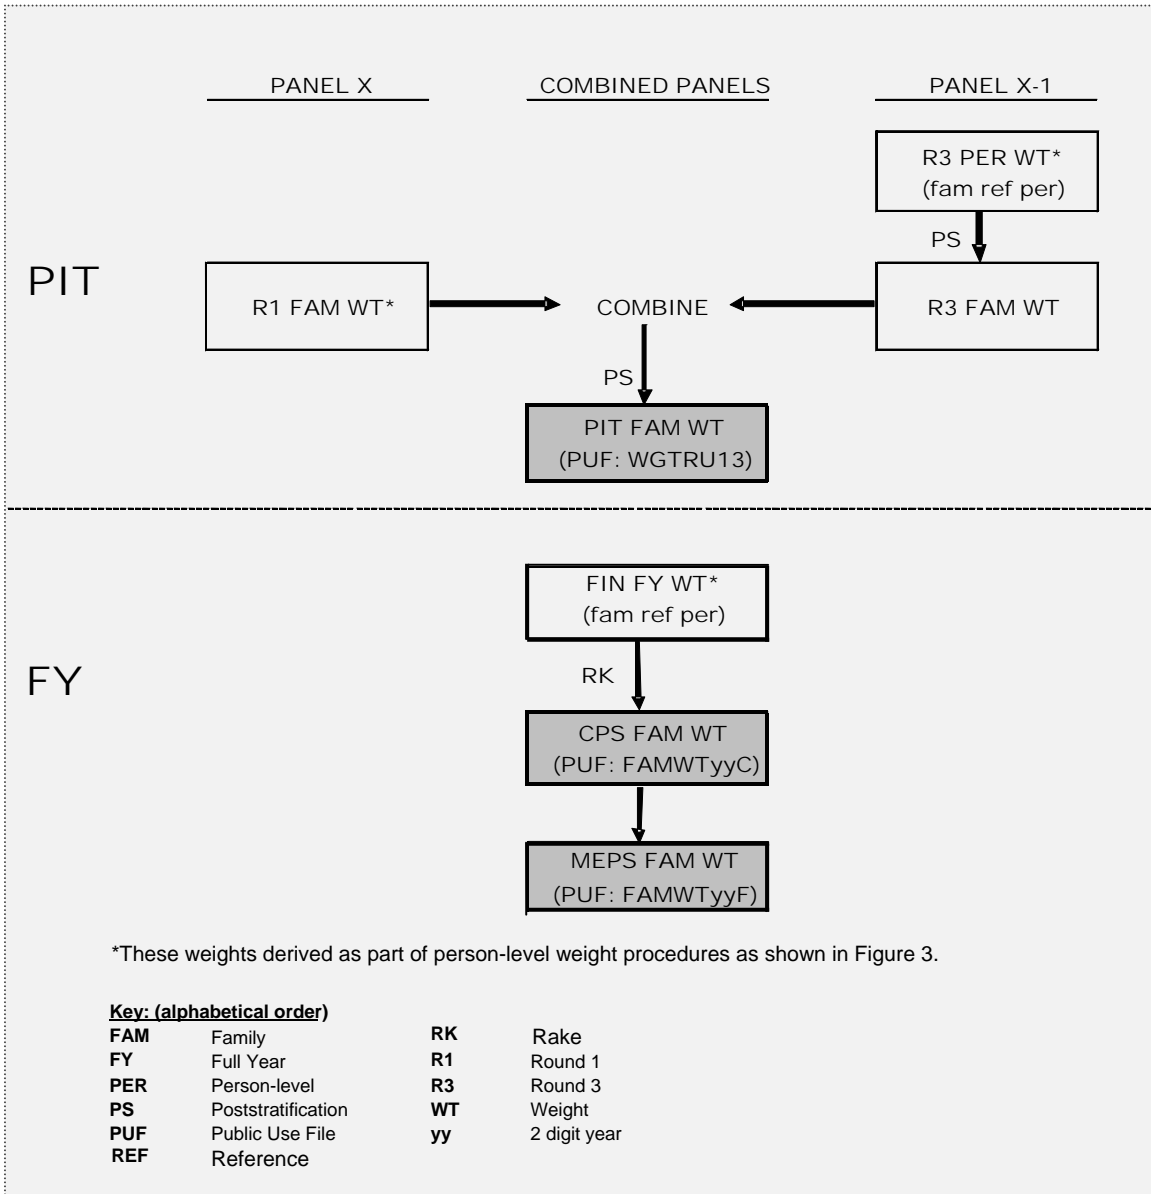 PANEL X
COMBINED PANELS
PANEL X-1
R3 PER WT*
(fam ref per)
PS
PIT
R1 FAM WT*
COMBINE
R3 FAM WT
PS
PIT FAM WT
(PUF: WGTRU13)
FIN FY WT*
(fam ref per)
FY
RK
CPS FAM WT
(PUF: FAMWTyyC)
MEPS FAM WT
(PUF: FAMWTyyF)
*These weights derived as part of person-level weight procedures as shown in Figure 3.
Key: (alphabetical order)
FAM Family RK Rake
FY Full Year R1 Round 1
PER Person-level R3 Round 3
PS Poststratification WT Weight
PUF Public Use File yy 2 digit year
REF Reference